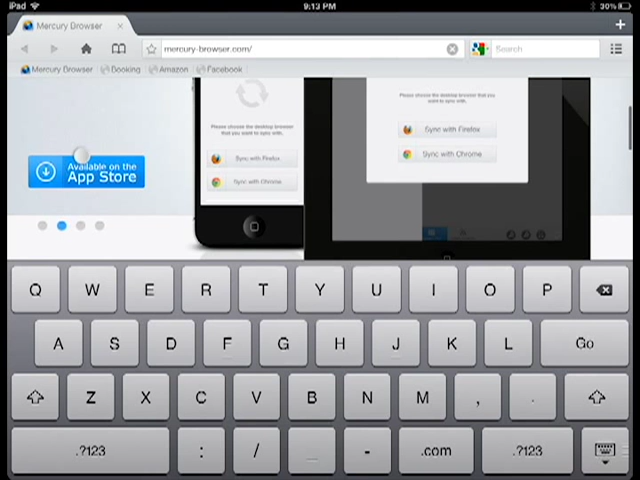 iPad 9:13 PM 30%
Mercury Browser
mercury-browser.com/ Search
Mercury Browser Booking Amazon Facebook
Please choose the desktop browser
that you want to sync with.
Sync with Firefox
Sync with Chrome
Please choose the desktop browser that you
want to sync with.
Sync with Firefox
Sync with Chrome
Available on the
App Store
Q W E R T Y U I O P
A S D F G H J K L Go
Z X C V B N M , .
.?123 : / _ - .com .?123